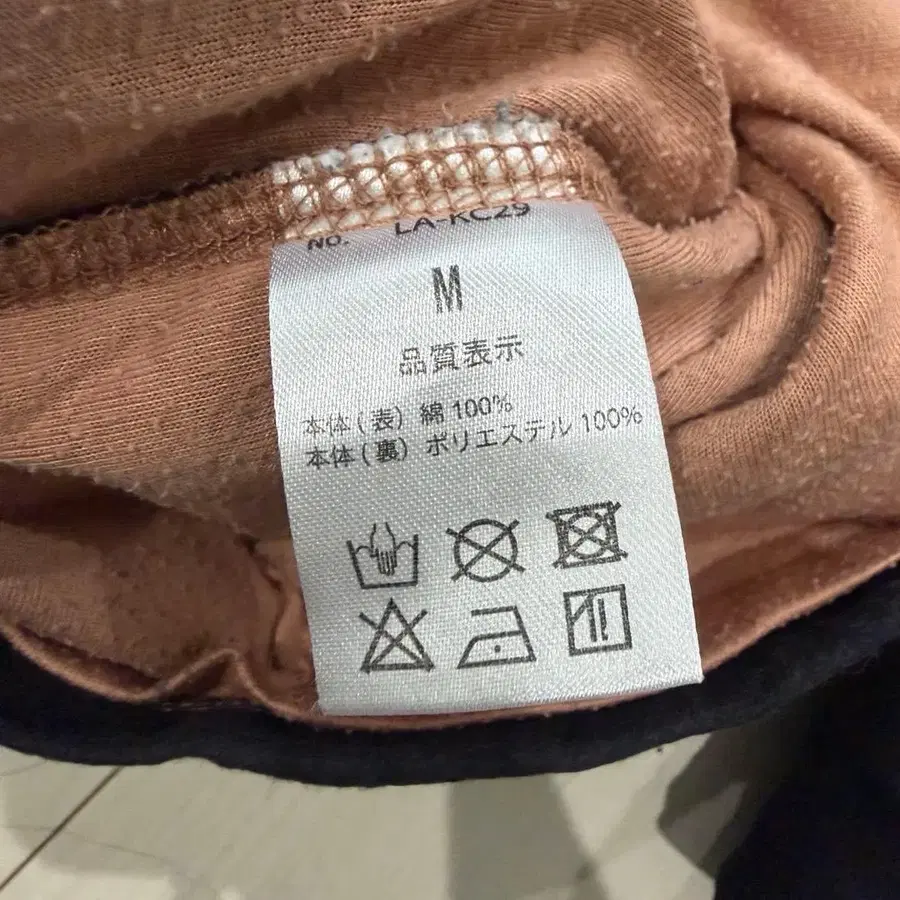 No. LA-KC29
M
品質表示
本体(表) 綿 100%
本体(裏) ポリエステル 100%